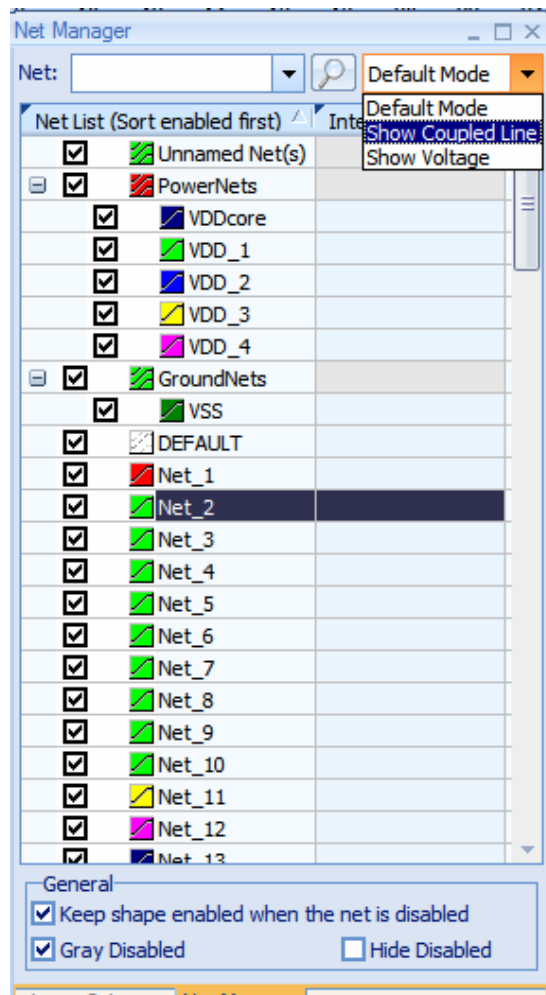 Net Manager
Net:
Default Mode
Default Mode
Show Coupled Line
Show Voltage
Net List (Sort enabled first)
Unnamed Net(s)
PowerNets
VDDcore
VDD_1
VDD_2
VDD_3
VDD_4
GroundNets
VSS
DEFAULT
Net_1
Net_2
Net_3
Net_4
Net_5
Net_6
Net_7
Net_8
Net_9
Net_10
Net_11
Net_12
Net_13
General
Keep shape enabled when the net is disabled
Gray Disabled
Hide Disabled